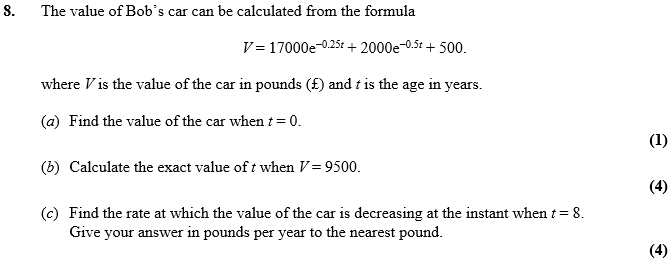 8. The value of Bob's car can be calculated from the formula
V = 17000e^{-0.25t} + 2000e^{-0.5t} + 500.
where V is the value of the car in pounds (£) and t is the age in years.
(a) Find the value of the car when t = 0.
(1)
(b) Calculate the exact value of t when V = 9500.
(4)
(c) Find the rate at which the value of the car is decreasing at the instant when t = 8.
Give your answer in pounds per year to the nearest pound.
(4)